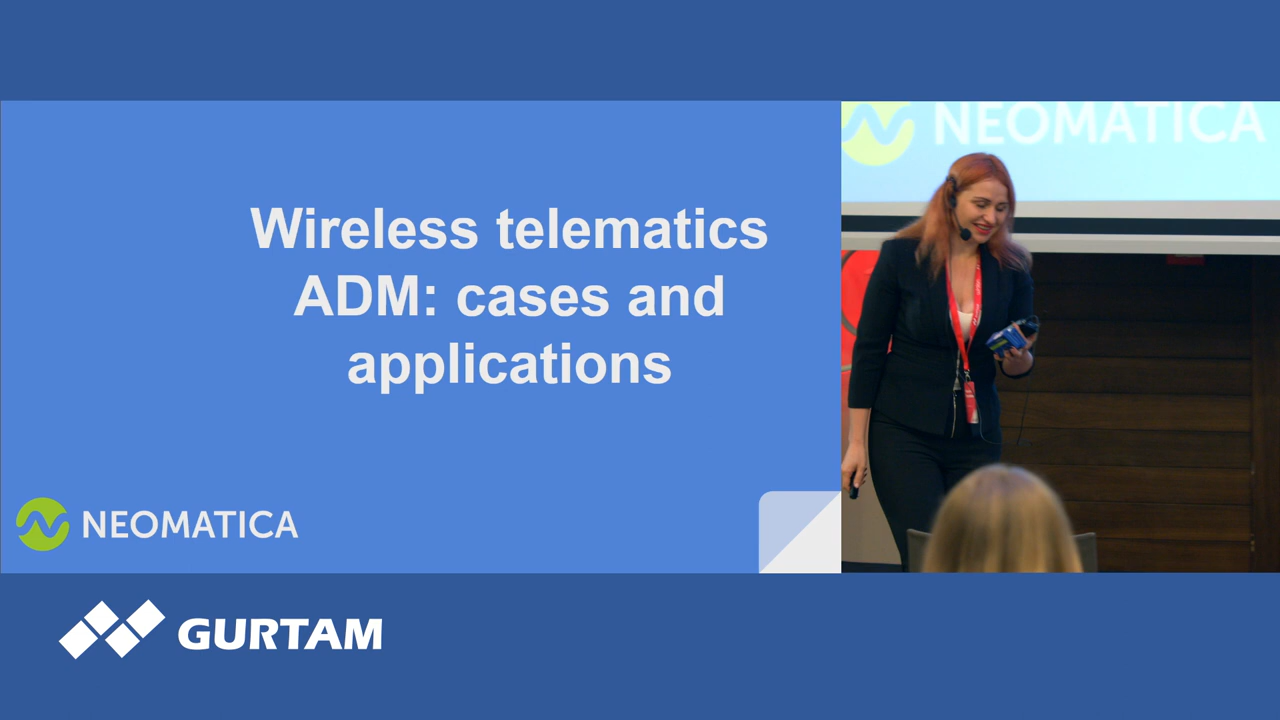 Wireless telematics
ADM: cases and
applications
NEOMATICA
NEOMATICA
GURTAM